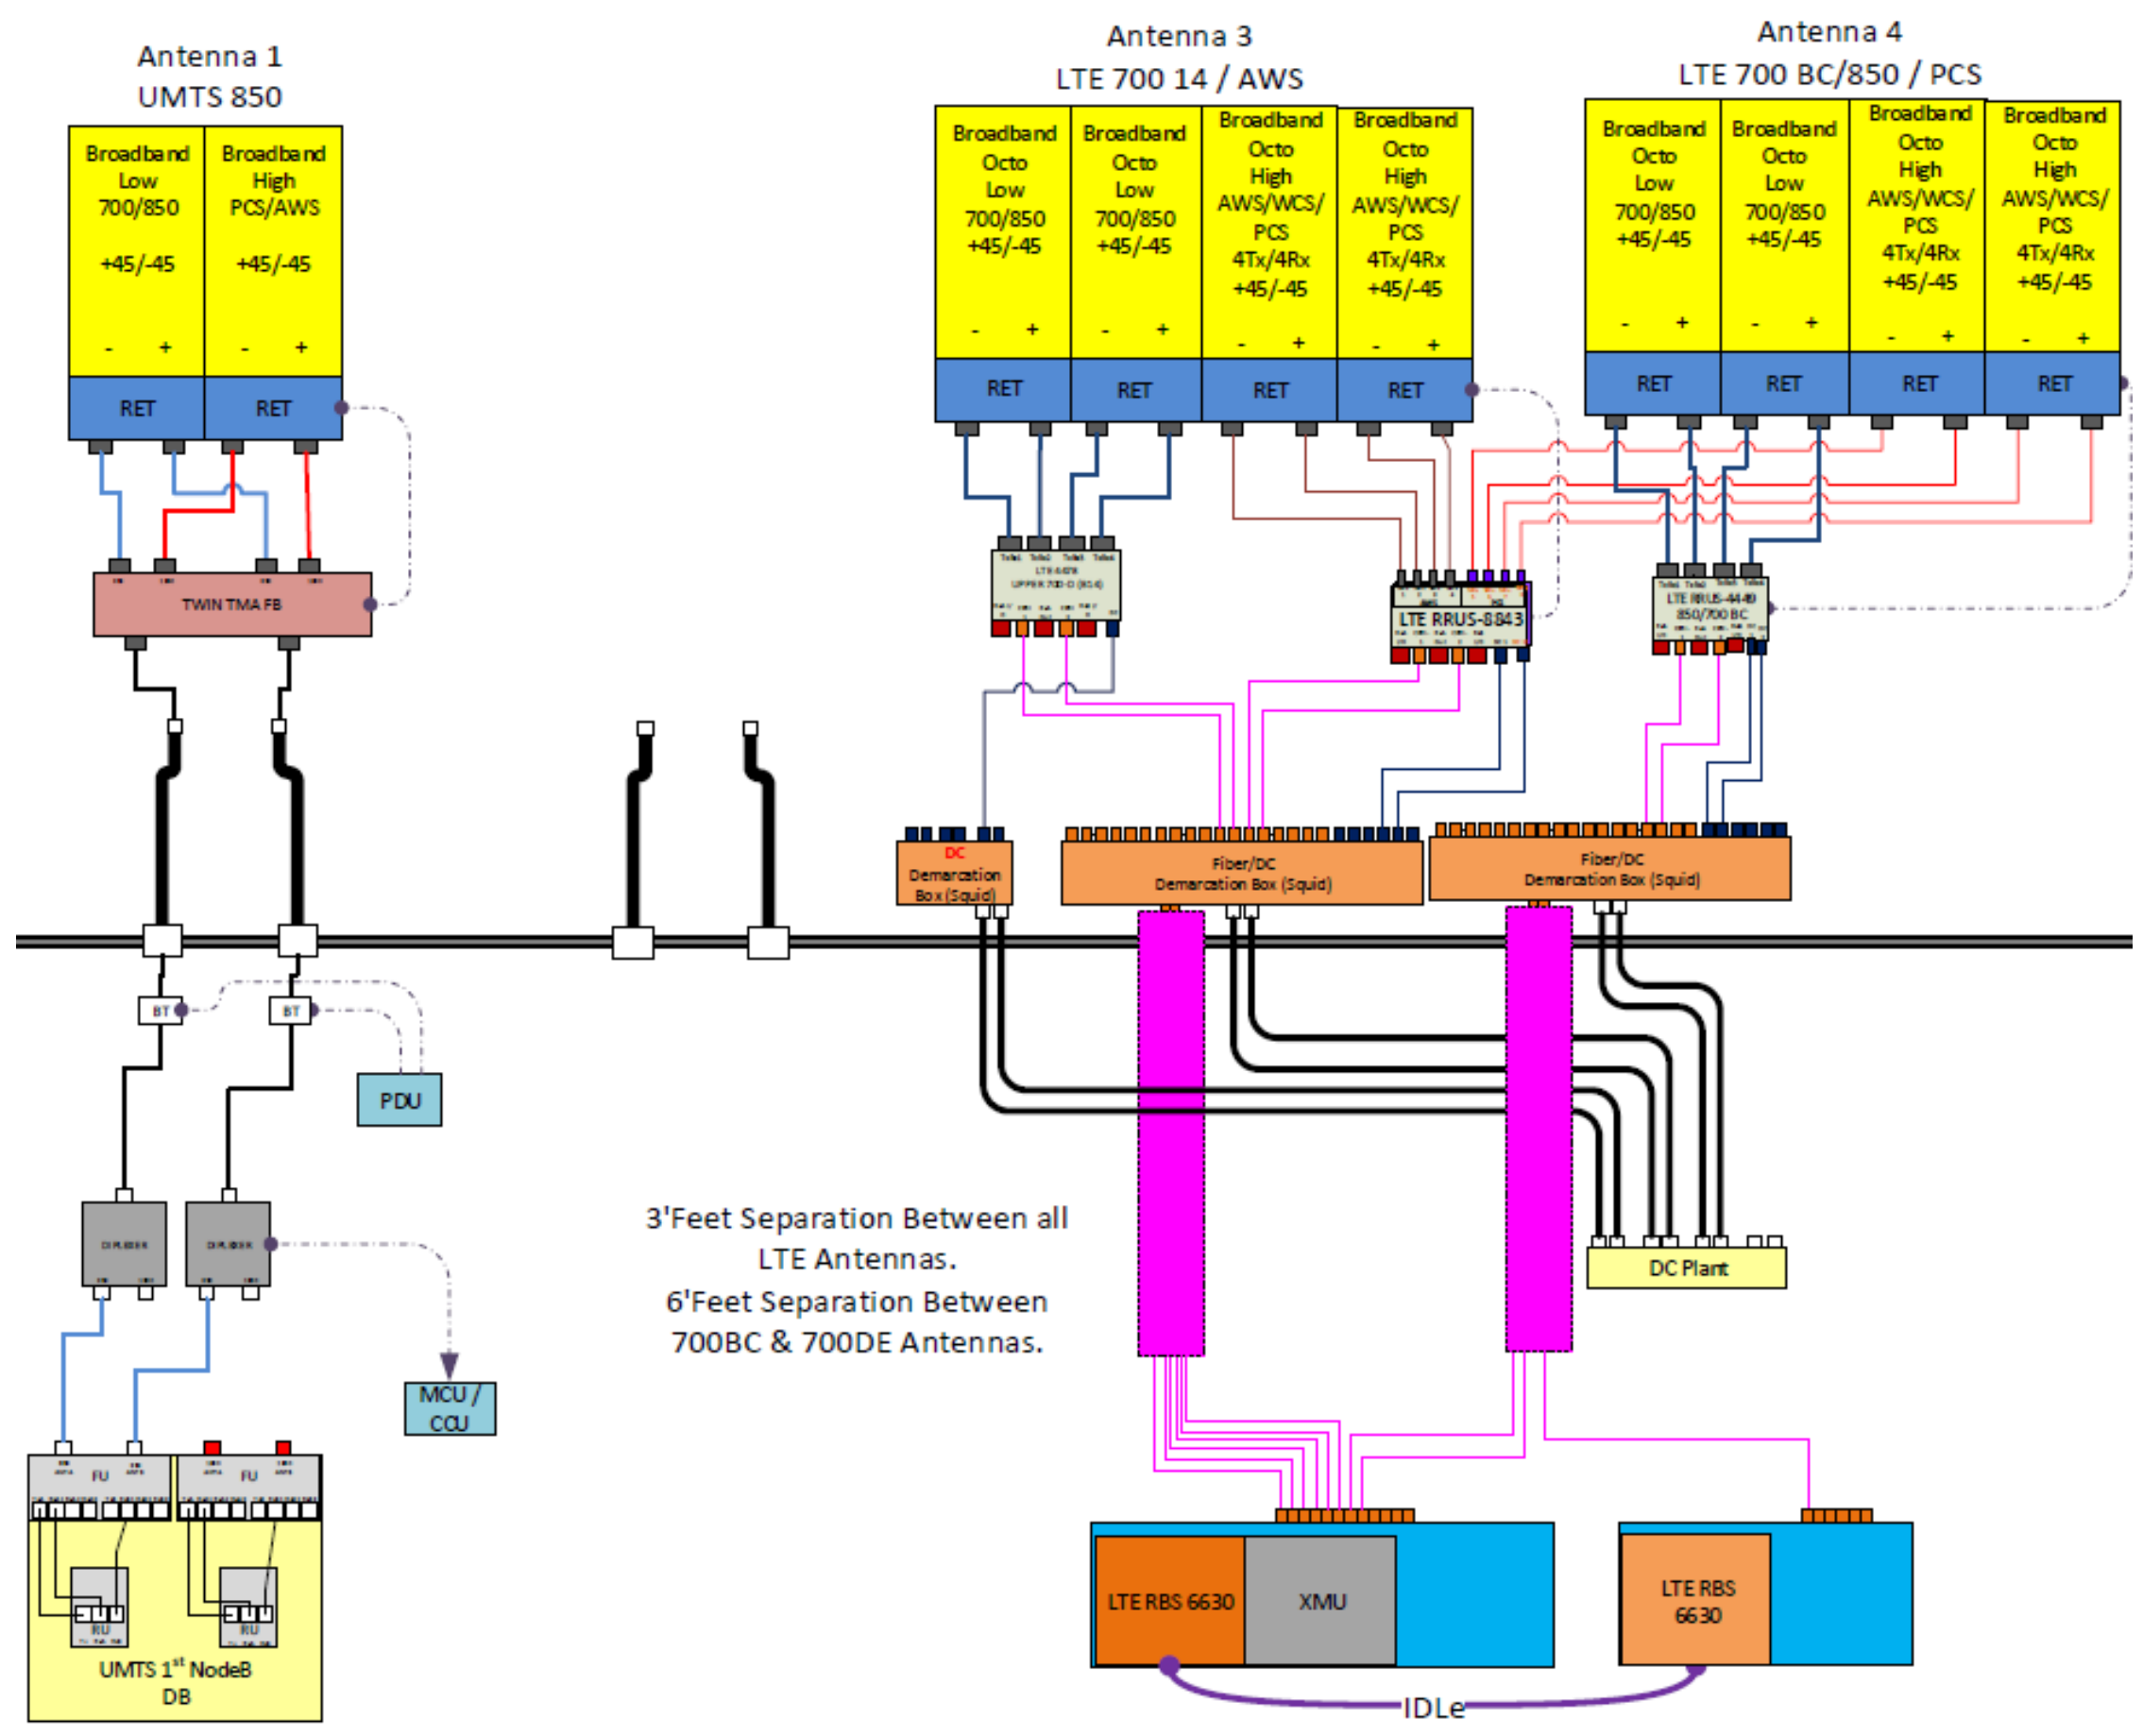 Antenna 1
UMTS 850
Antenna 3
LTE 700 14 / AWS
Antenna 4
LTE 700 BC/850 / PCS
Broadband
Low
700/850
+45/-45
- +
Broadband
High
PCS/AWS
+45/-45
- +
RET
RET
TWIN TMA FB
Broadband
Octo
Low
700/850
+45/-45
- +
Broadband
Octo
Low
700/850
+45/-45
- +
Broadband
Octo
High
AWS/WCS/
PCS
4Tx/4Rx
+45/-45
- +
Broadband
Octo
High
AWS/WCS/
PCS
4Tx/4Rx
+45/-45
- +
RET
RET
RET
RET
Broadband
Octo
Low
700/850
+45/-45
- +
Broadband
Octo
Low
700/850
+45/-45
- +
Broadband
Octo
High
AWS/WCS/
PCS
4Tx/4Rx
+45/-45
- +
Broadband
Octo
High
AWS/WCS/
PCS
4Tx/4Rx
+45/-45
- +
RET
RET
RET
RET
UPPER 700-D (B14)
AWS
LTE RRUS-8843
LTE RRUS-4449
850/700 BC
DC
Demarcation
Box (Squid)
Fiber/DC
Demarcation Box (Squid)
Fiber/DC
Demarcation Box (Squid)
BT
BT
PDU
DIPLEXER
DIPLEXER
MCU /
CCU
3'Feet Separation Between all
LTE Antennas.
6'Feet Separation Between
700BC & 700DE Antennas.
DC Plant
FU
FU
RU
RU
UMTS 1st NodeB
DB
LTE RBS 6630
XMU
LTE RBS
6630
IDLe